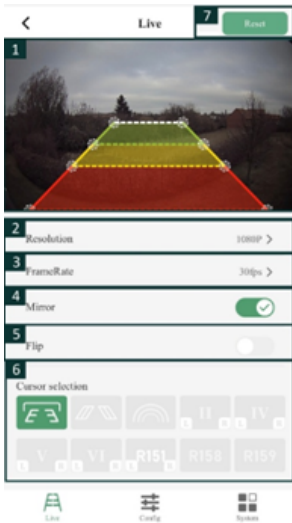 Live
7
Reset
1
2
Resolution
1080P >
3
FrameRate
30fps >
4
Mirror
5
Flip
6
Cursor selection
II
L R
IV
L R
V
L R
VI
L R
R151
L R
R158
R159
Live
Config
System